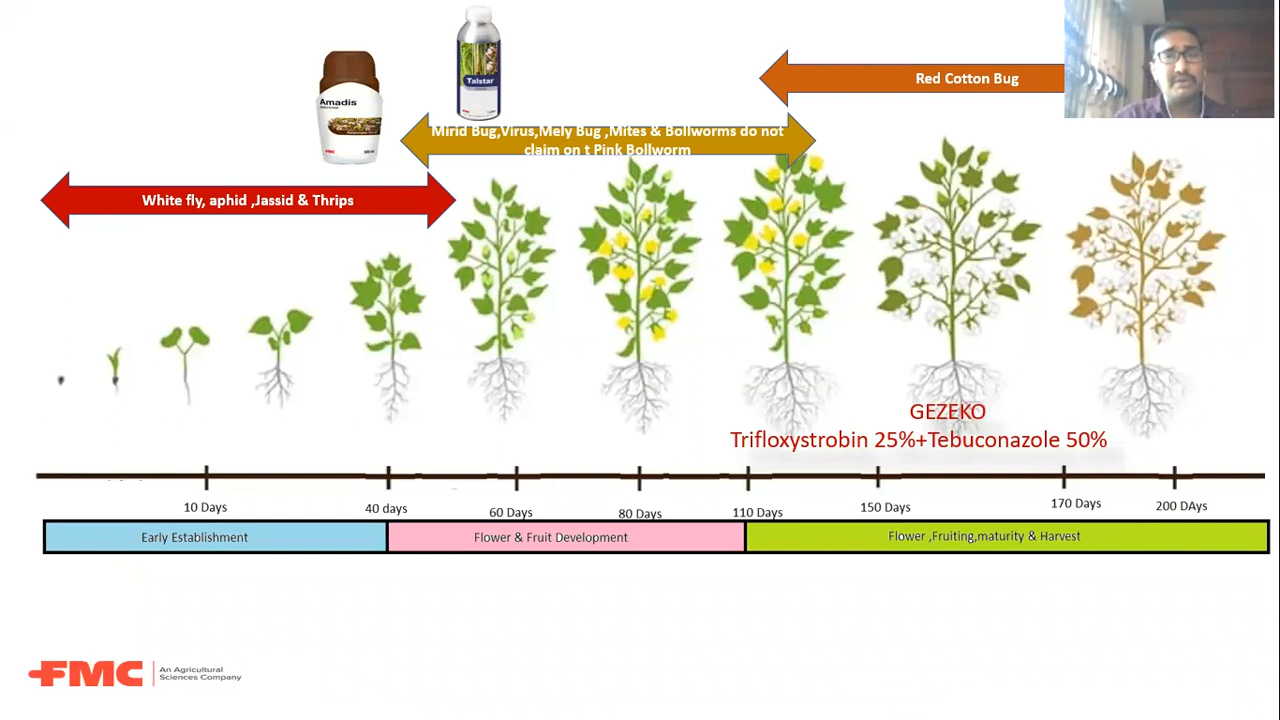 Amadis
FMC
Talstar
FMC
Red Cotton Bug
Mirid Bug,Virus,Mely Bug ,Mites & Bollworms do not
claim on t Pink Bollworm
White fly, aphid ,Jassid & Thrips
GEZEKO
Trifloxystrobin 25%+Tebuconazole 50%
10 Days
40 days
60 Days
80 Days
110 Days
150 Days
170 Days
200 DAys
Early Establishment
Flower & Fruit Development
Flower ,Fruiting,maturity & Harvest
FMC
An Agricultural
Sciences Company